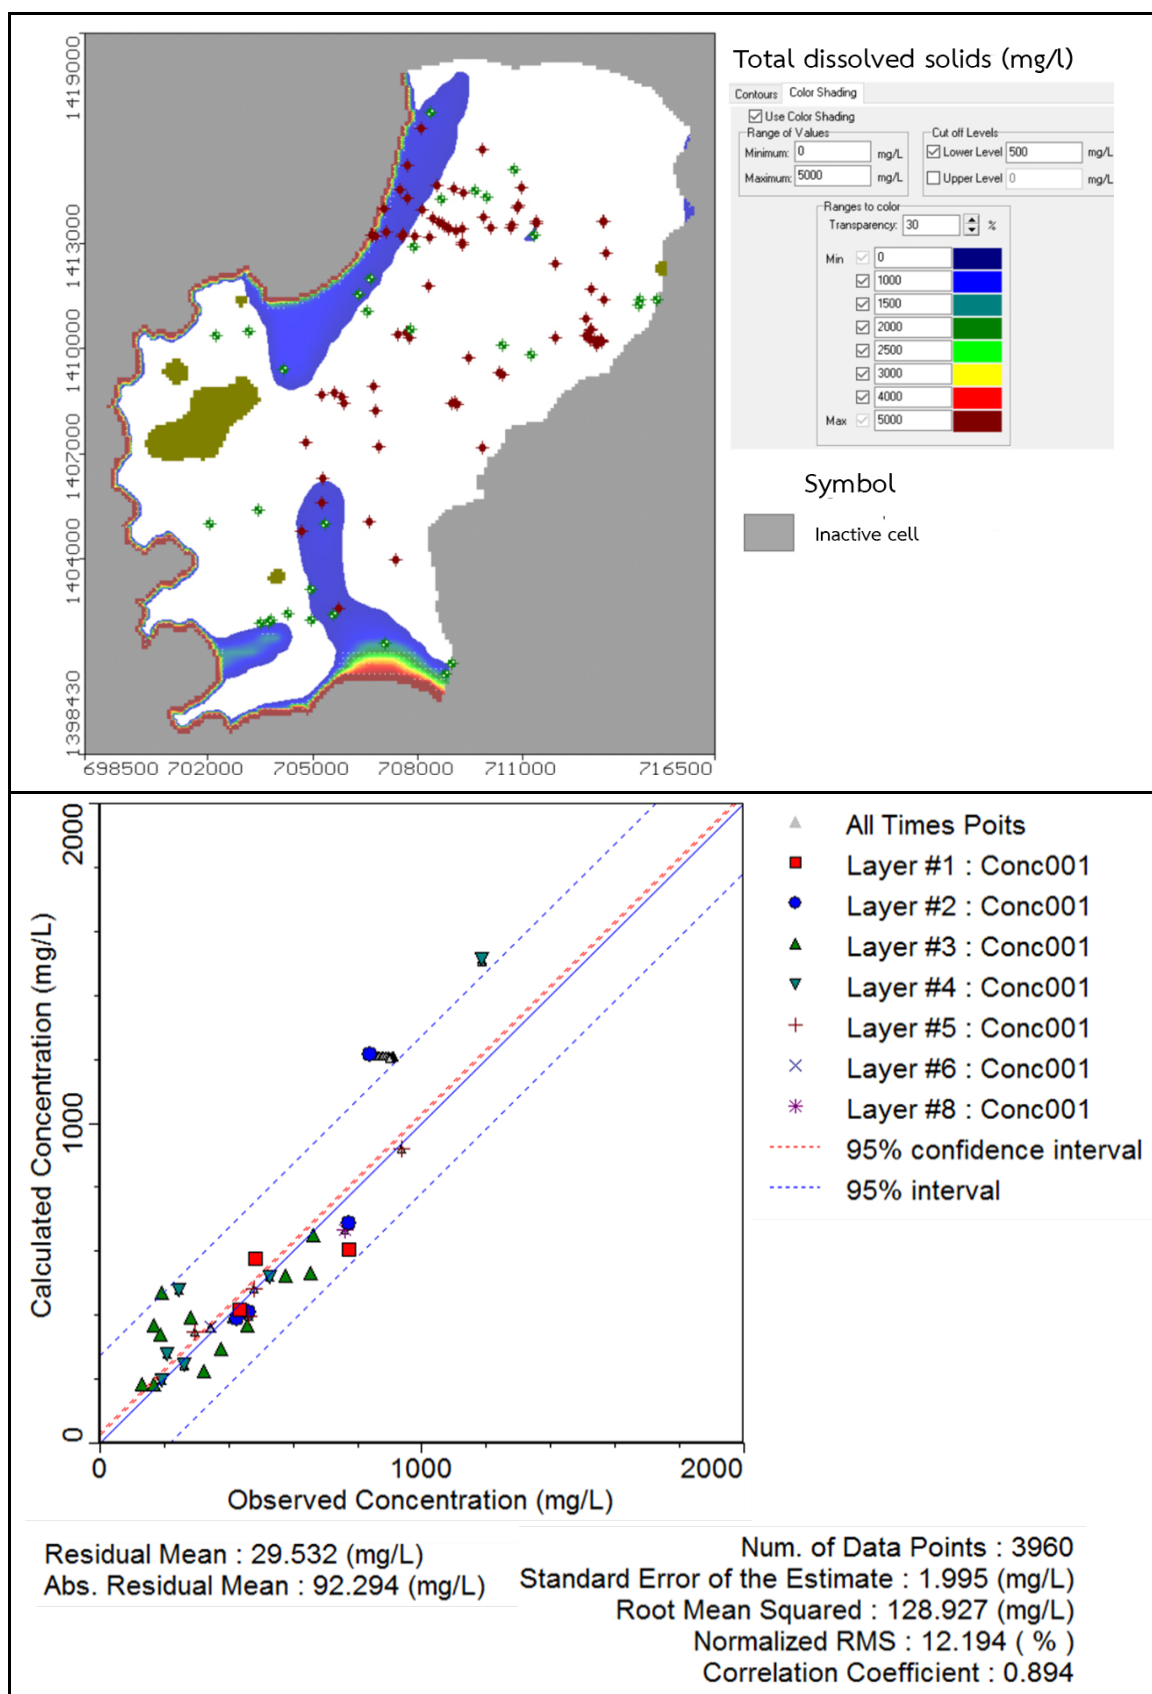 Total dissolved solids (mg/l)
Contours Color Shading
Use Color Shading
Range of Values
Minimum: 0 mg/L
Maximum: 5000 mg/L
Cut off Levels
Lower Level 500 mg/L
Upper Level 0 mg/L
Ranges to color
Transparency: 30 %
Min 0
1000
1500
2000
2500
3000
4000
Max 5000
Symbol
Inactive cell
1419000
1413000
1410000
1407000
1404000
1398430
698500 702000 705000 708000 711000 716500
2000
1000
0
Calculated Concentration (mg/L)
0 1000 2000
Observed Concentration (mg/L)
All Times Poits
Layer #1 : Conc001
Layer #2 : Conc001
Layer #3 : Conc001
Layer #4 : Conc001
Layer #5 : Conc001
Layer #6 : Conc001
Layer #8 : Conc001
95% confidence interval
95% interval
Residual Mean : 29.532 (mg/L)
Abs. Residual Mean : 92.294 (mg/L)
Num. of Data Points : 3960
Standard Error of the Estimate : 1.995 (mg/L)
Root Mean Squared : 128.927 (mg/L)
Normalized RMS : 12.194 ( % )
Correlation Coefficient : 0.894